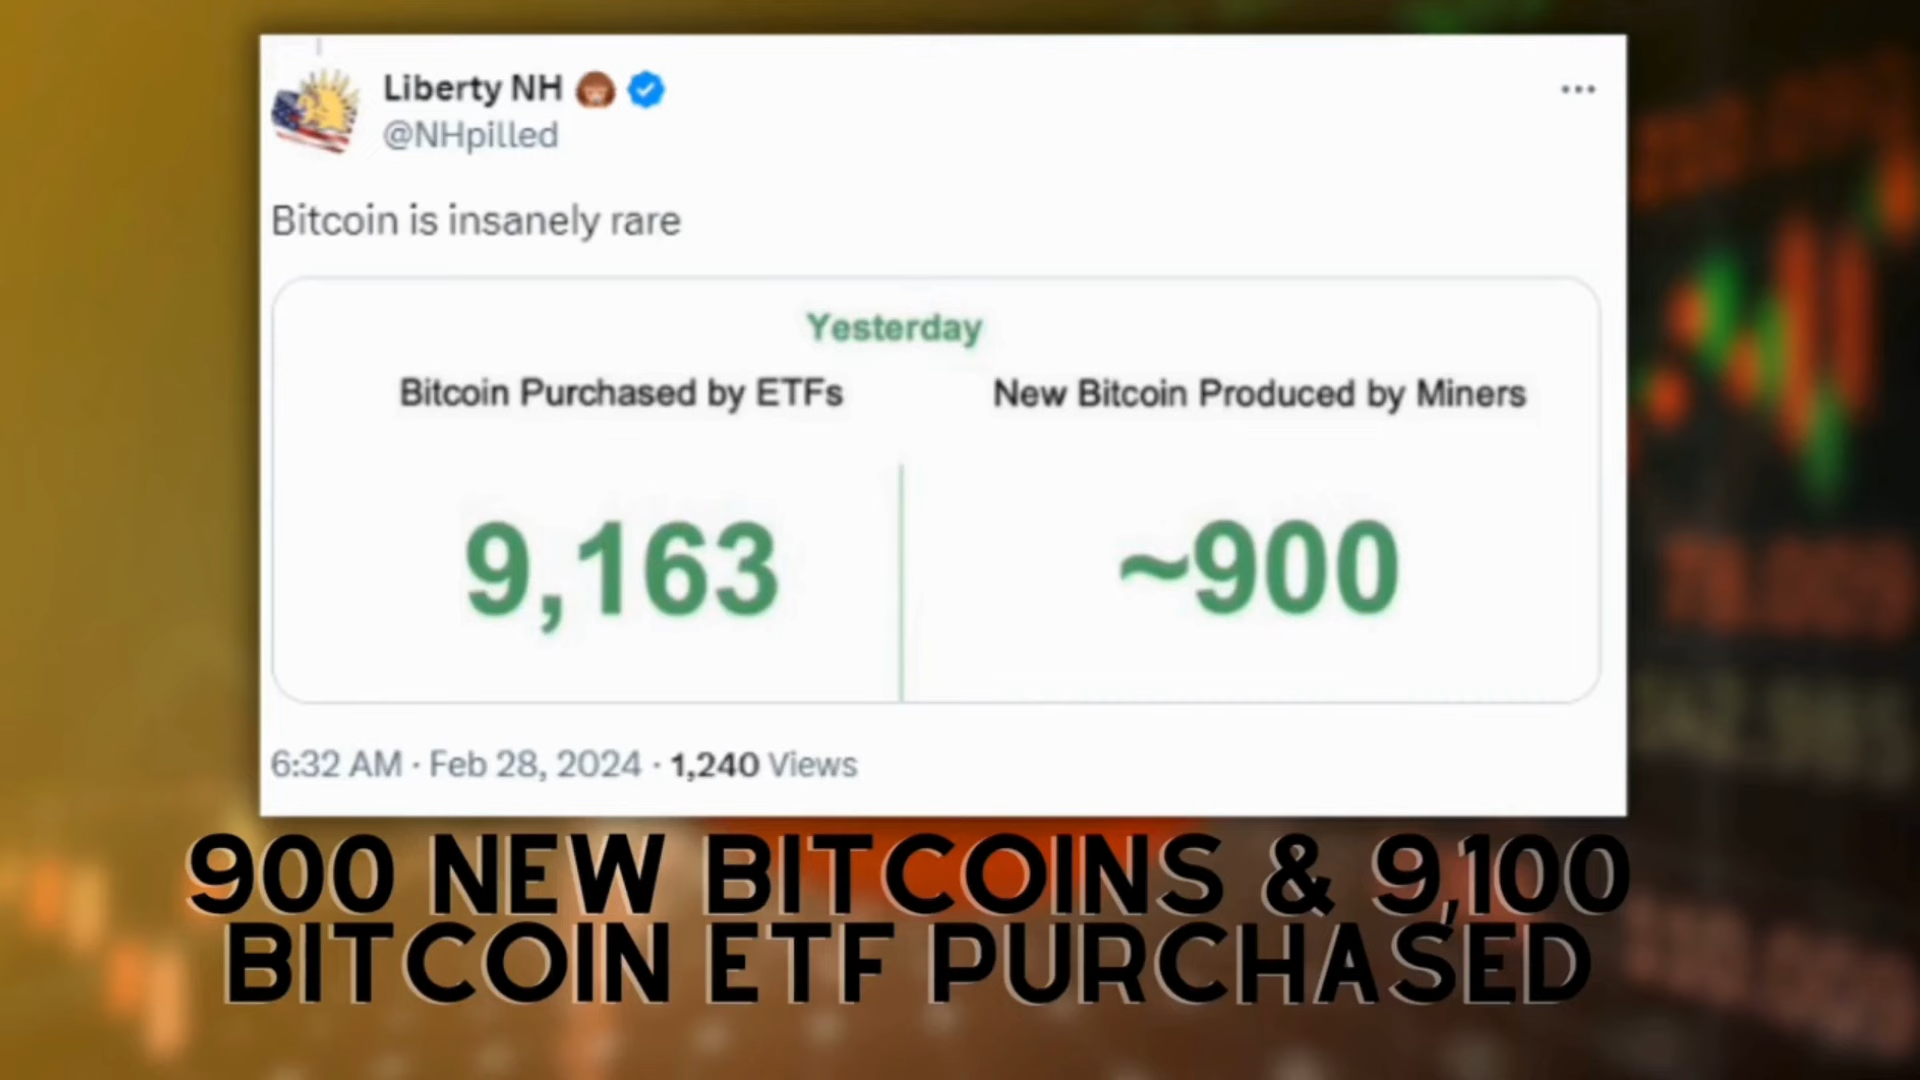 Liberty NH
@NHpilled
Bitcoin is insanely rare
Yesterday
Bitcoin Purchased by ETFs
New Bitcoin Produced by Miners
9,163
~900
6:32 AM · Feb 28, 2024 · 1,240 Views
900 NEW BITCOINS & 9,100
BITCOIN ETF PURCHASED